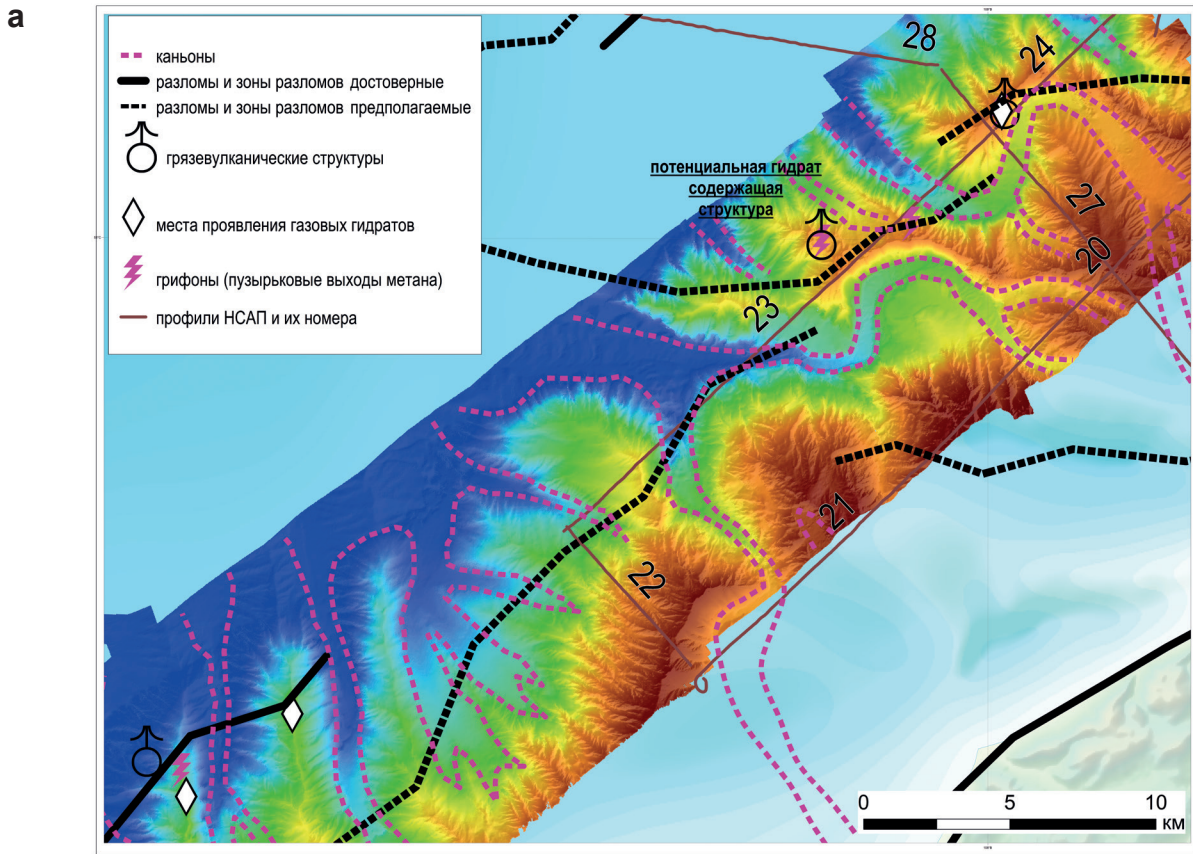 а
каньоны
разломы и зоны разломов достоверные
разломы и зоны разломов предполагаемые
грязевулканические структуры
места проявления газовых гидратов
грифоны (пузырьковые выходы метана)
профили НСАП и их номера
28
24
потенциальная гидрат
содержащая
структура
27
20
23
21
22
0 5 10
км